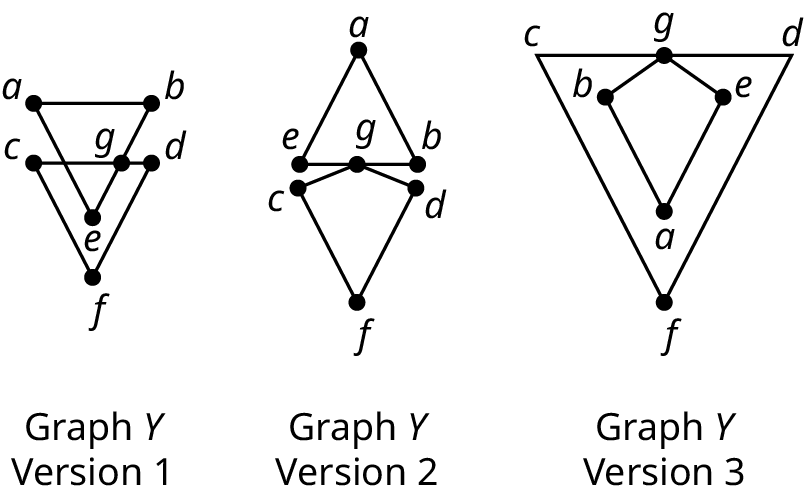 a b
c g d
e
f
Graph Y
Version 1
a
e g b
c d
f
Graph Y
Version 2
c g d
b e
a
f
Graph Y
Version 3